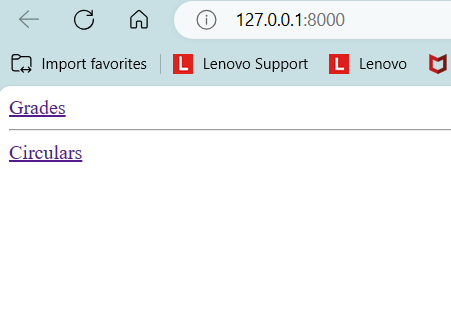 127.0.0.1:8000
Import favorites L Lenovo Support L Lenovo
Grades
Circulars